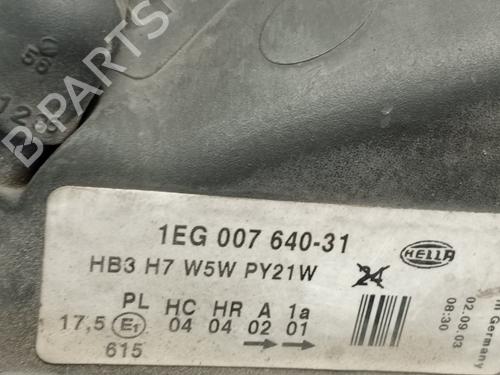 B-PARTS
56
1EG 007 640-31
HELLA
HB3 H7 W5W PY21W
24
PL HC HR A 1a
17,5 E1 04 04 02 01
615
Germany
02.09.03
08:30